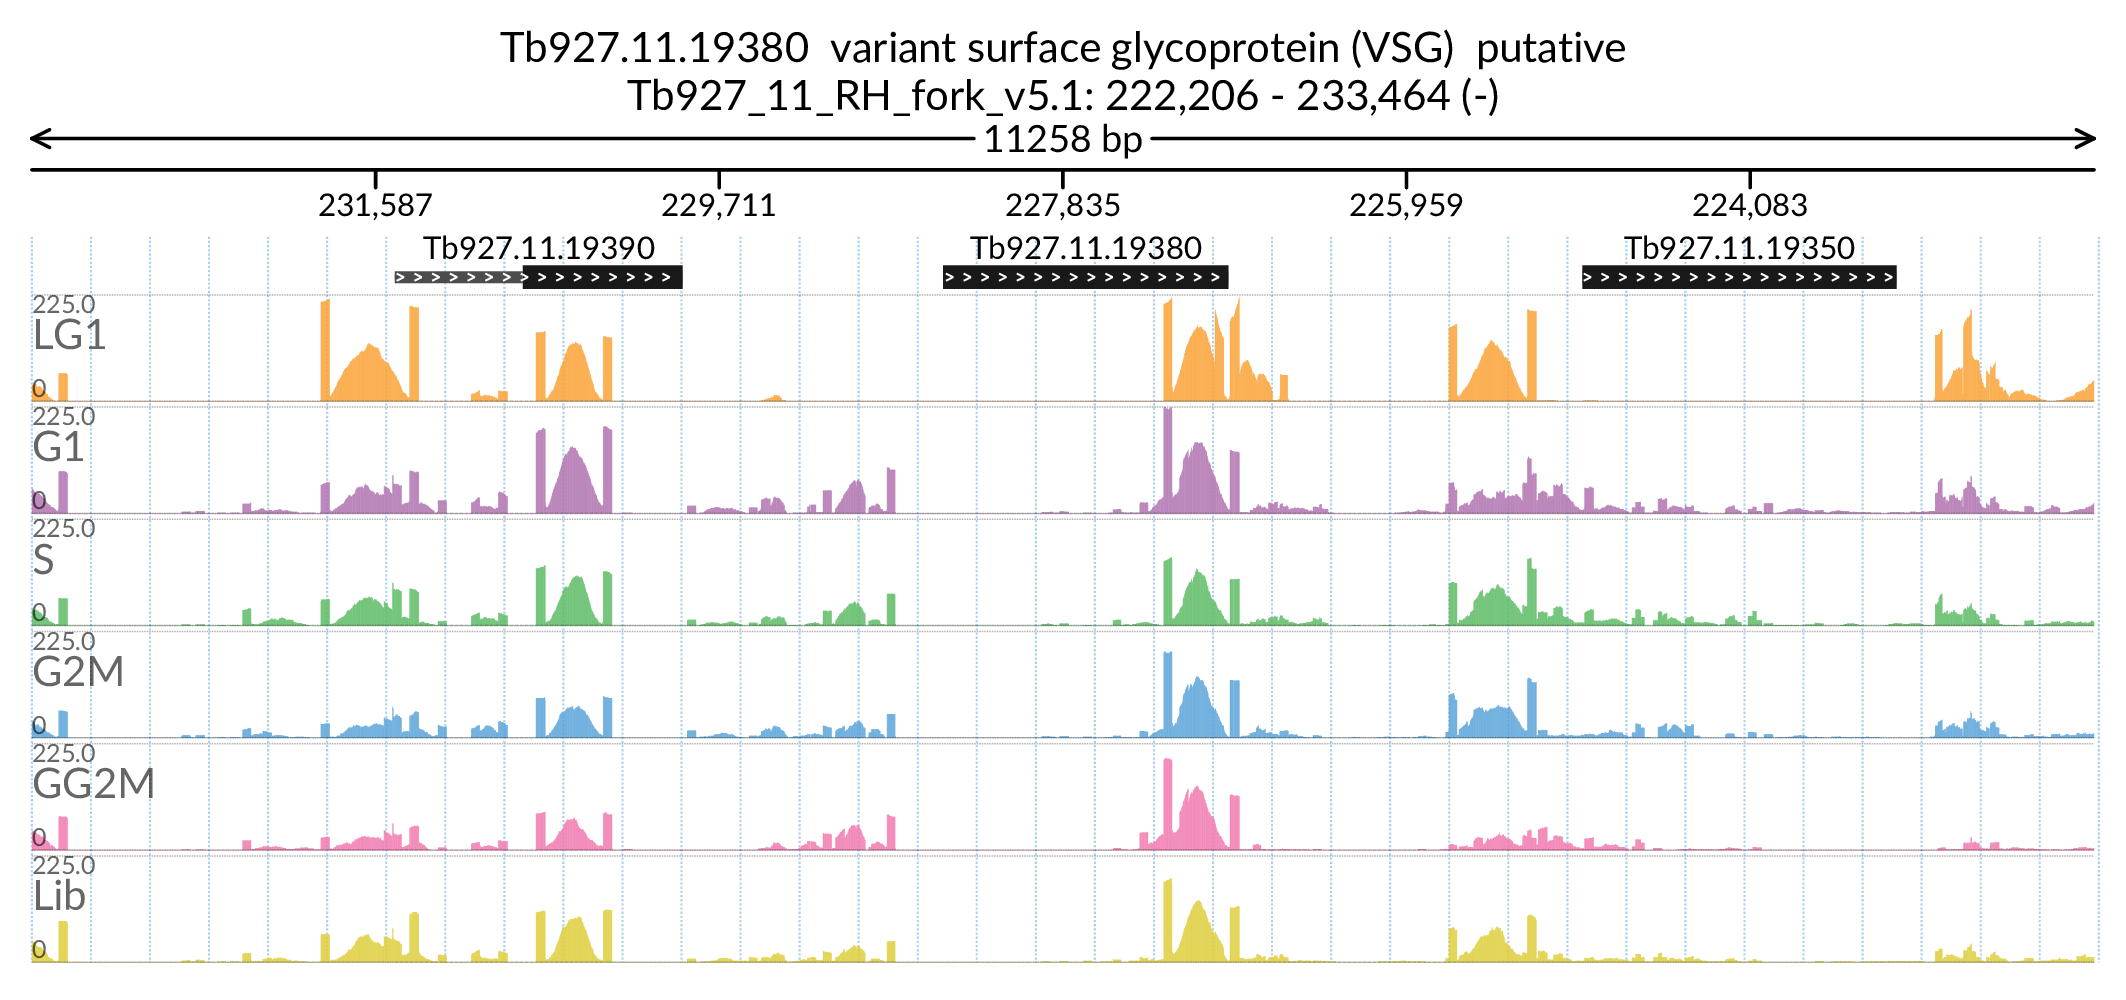 Tb927.11.19380  variant surface glycoprotein (VSG)  putative
Tb927_11_RH_fork_v5.1: 222,206 - 233,464 (-)
11258 bp
231,587 229,711 227,835 225,959 224,083
Tb927.11.19390 Tb927.11.19380 Tb927.11.19350
225.0
LG1
0
225.0
G1
0
225.0
S
0
225.0
G2M
0
225.0
GG2M
0
225.0
Lib
0